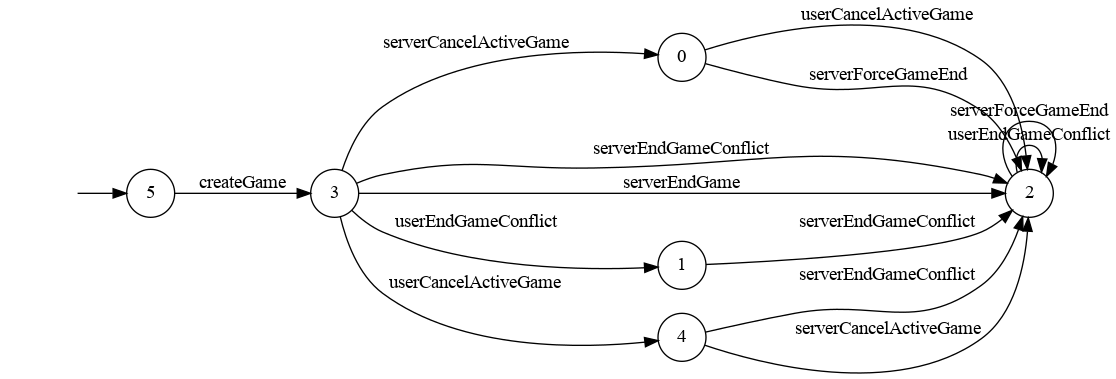 userCancelActiveGame
serverCancelActiveGame
0
serverForceGameEnd
serverForceGameEnd
userEndGameConflict
serverEndGameConflict
createGame
serverEndGame
5
3
2
userEndGameConflict
serverEndGameConflict
1
serverEndGameConflict
userCancelActiveGame
serverCancelActiveGame
4